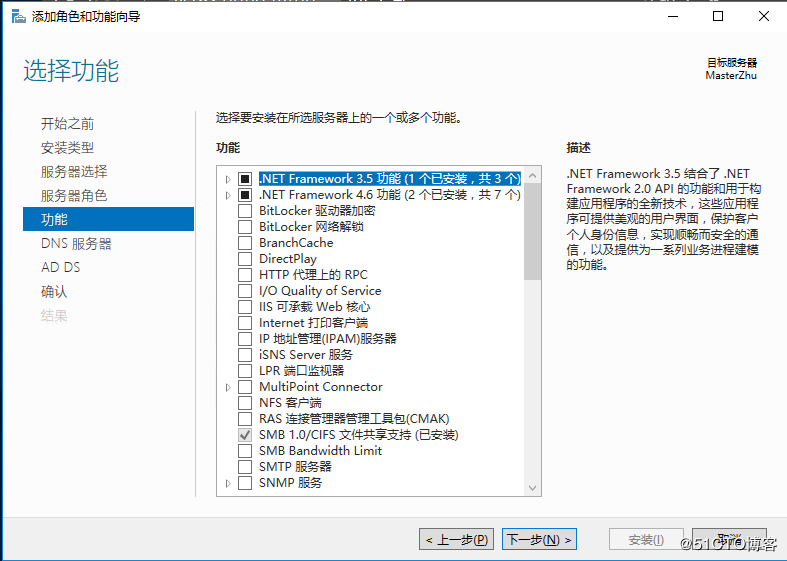 添加角色和功能向导
选择功能
目标服务器
MasterZhu
开始之前
安装类型
服务器选择
服务器角色
功能
DNS 服务器
AD DS
确认
结果
选择要安装在所选服务器上的一个或多个功能。
功能
.NET Framework 3.5 功能 (1 个已安装，共 3 个)
.NET Framework 4.6 功能 (2 个已安装，共 7 个)
BitLocker 驱动器加密
BitLocker 网络解锁
BranchCache
DirectPlay
HTTP 代理上的 RPC
I/O Quality of Service
IIS 可承载 Web 核心
Internet 打印客户端
IP 地址管理(IPAM)服务器
iSNS Server 服务
LPR 端口监视器
MultiPoint Connector
NFS 客户端
RAS 连接管理器管理工具包(CMAK)
SMB 1.0/CIFS 文件共享支持 (已安装)
SMB Bandwidth Limit
SMTP 服务器
SNMP 服务
描述
.NET Framework 3.5 结合了 .NET
Framework 2.0 API 的功能和用于构
建应用程序的全新技术，这些应用程
序可提供美观的用户界面，保护客户
个人身份信息，实现顺畅而安全的通
信，以及提供为一系列业务进程建模
的功能。
< 上一步(P)
下一步(N) >
安装(I)
取消
@51CTO博客